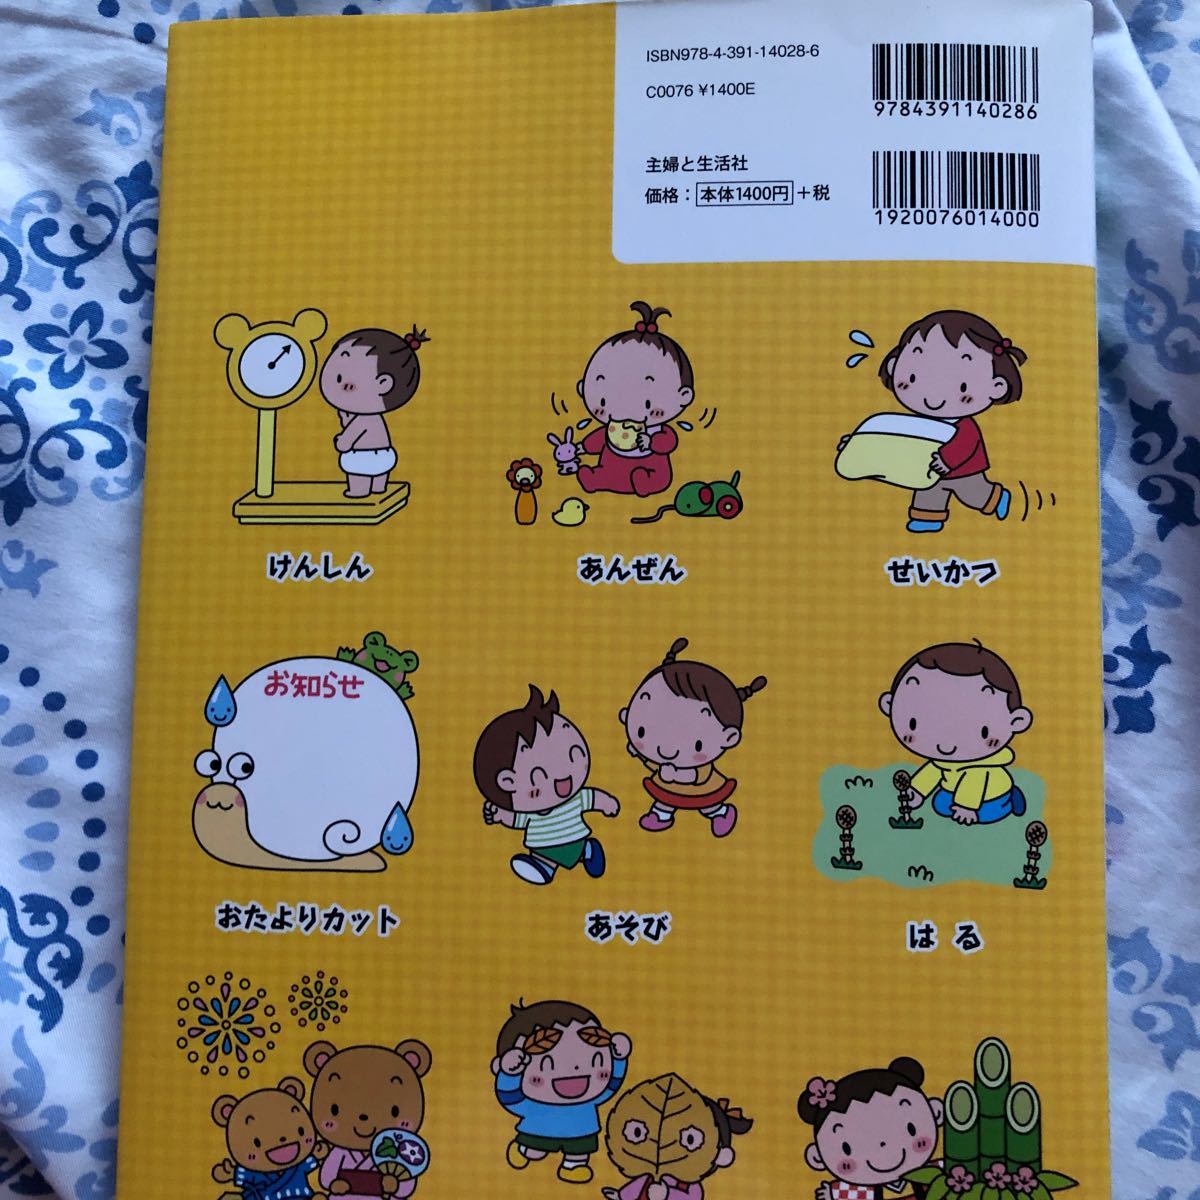 ISBN978-4-391-14028-6
C0076 ¥1400E
9784391140286
主婦と生活社
価格：本体1400円＋税
1920076014000
けんしん
あんぜん
せいかつ
お知らせ
おたよりカット
あそび
はる